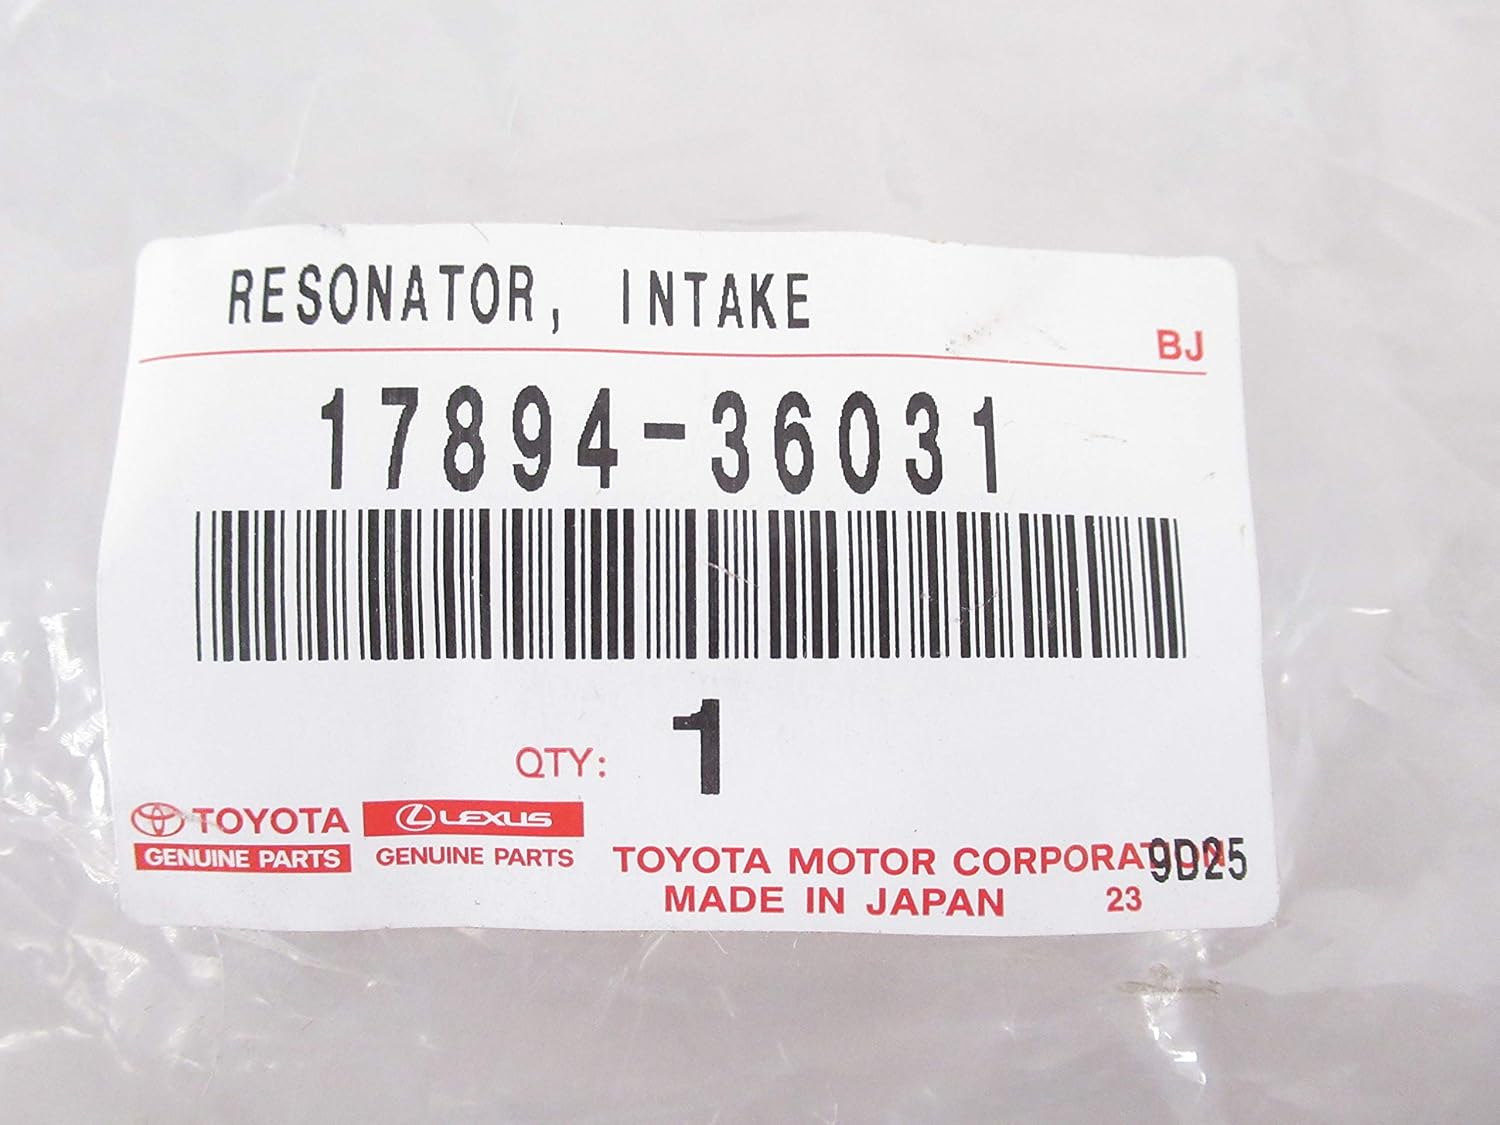 RESONATOR, INTAKE
BJ
17894-36031
QTY: 1
TOYOTA LEXUS
GENUINE PARTS GENUINE PARTS
TOYOTA MOTOR CORPORATION 9D25
MADE IN JAPAN 23